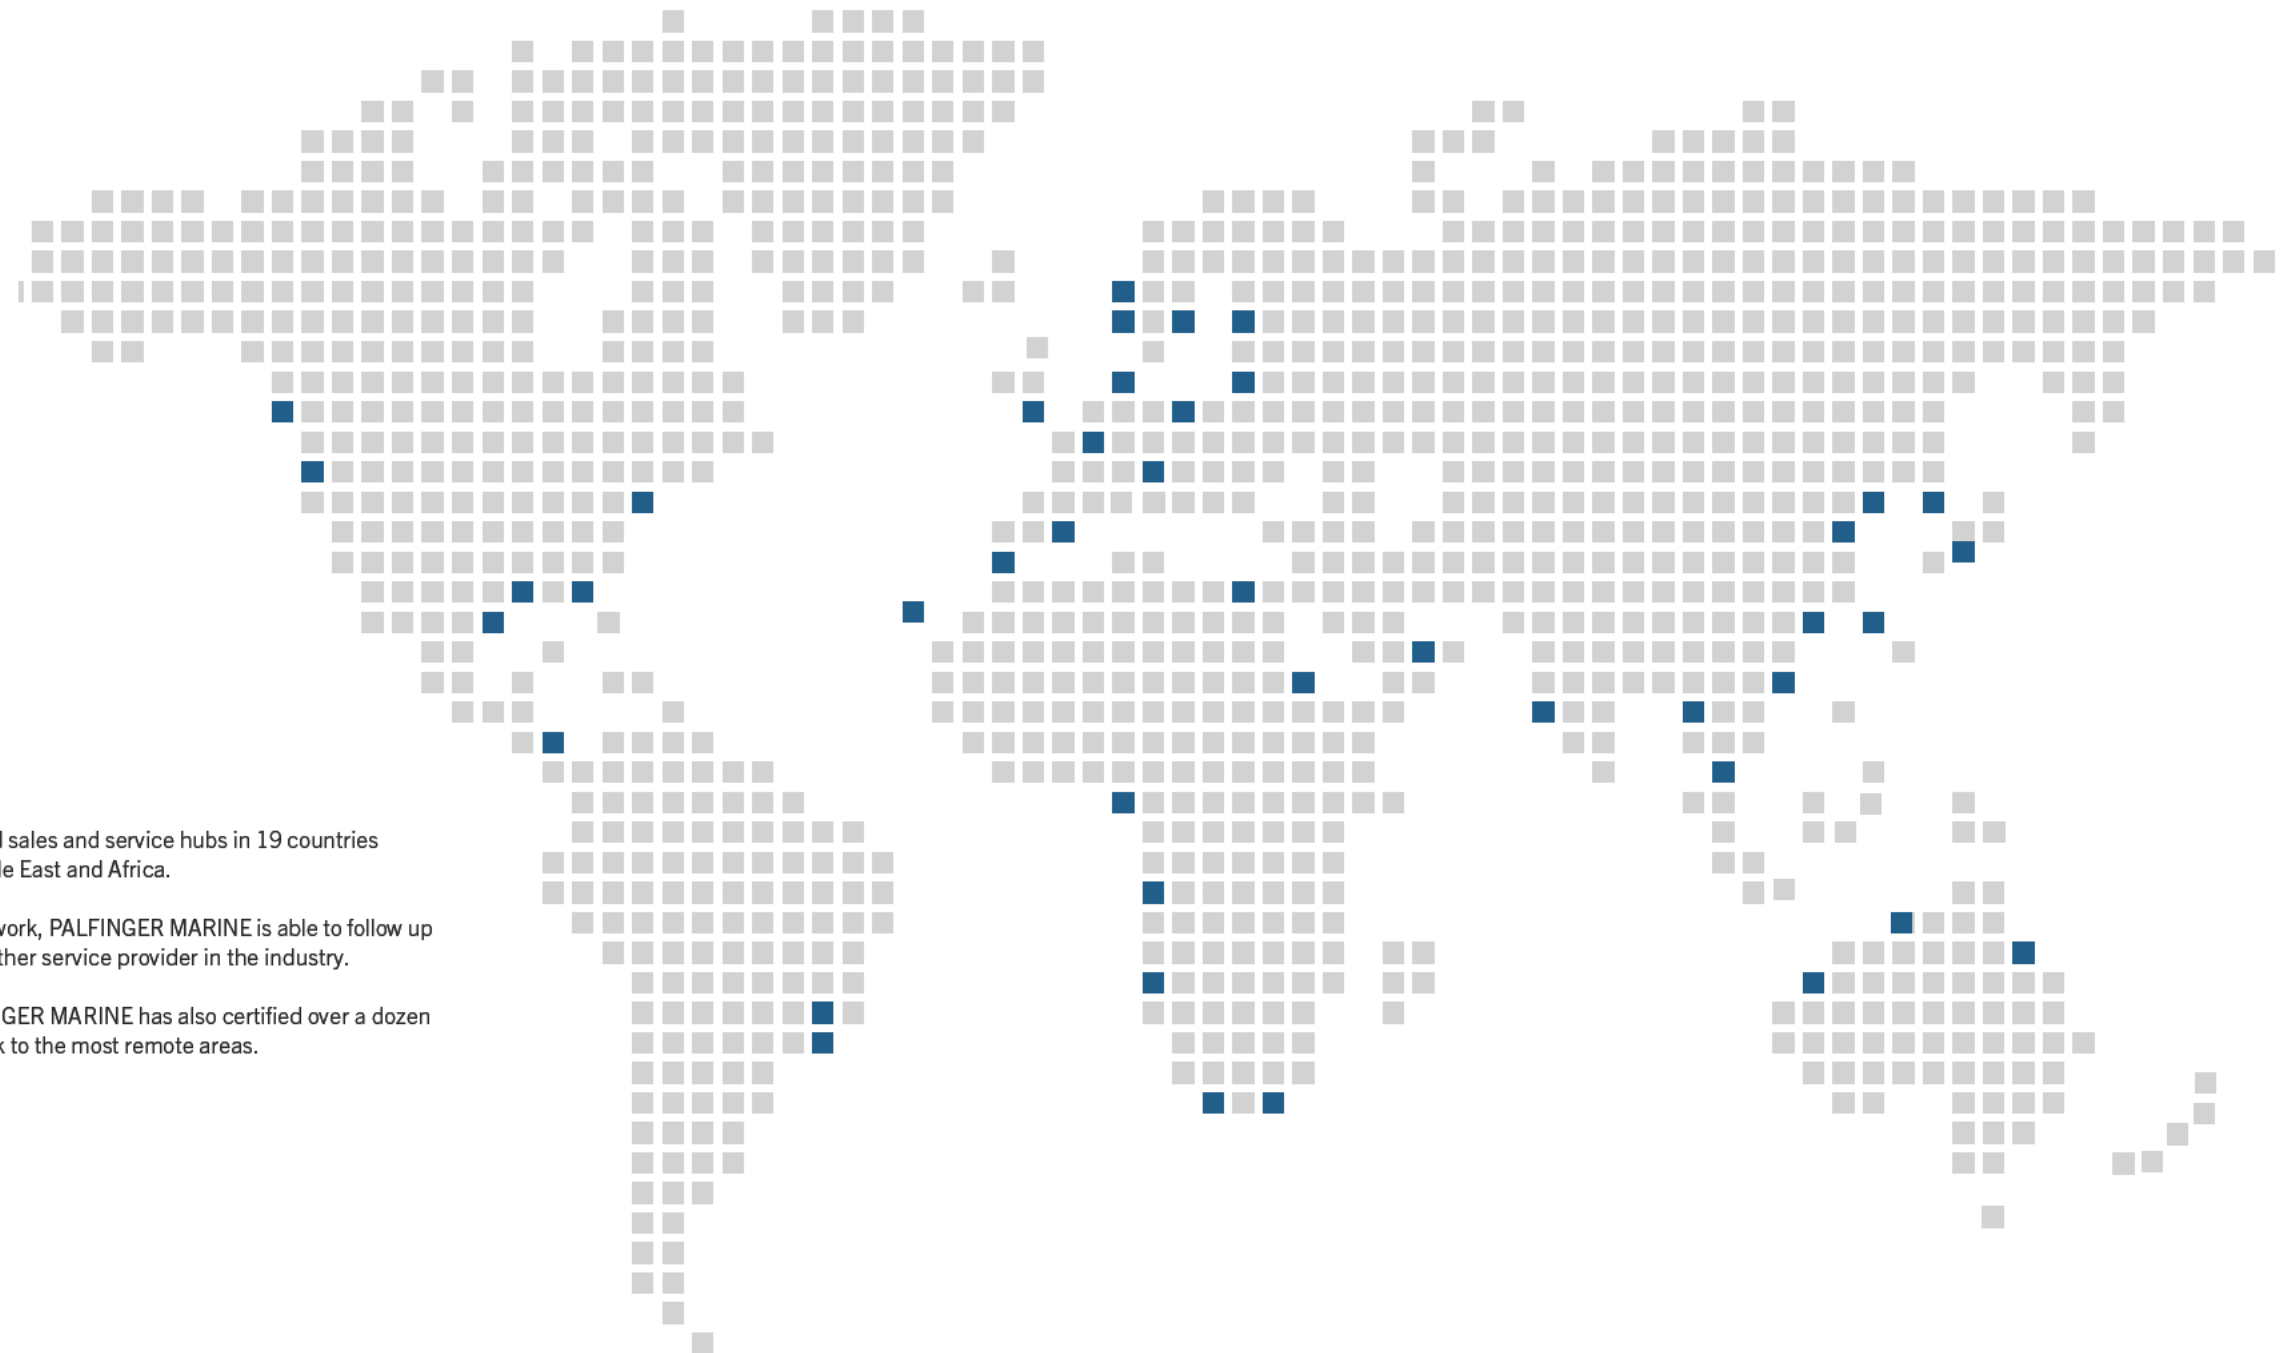 sales and service hubs in 19 countries
East and Africa.
PALFINGER MARINE is able to follow up
service provider in the industry.
MARINE has also certified over a dozen
to the most remote areas.